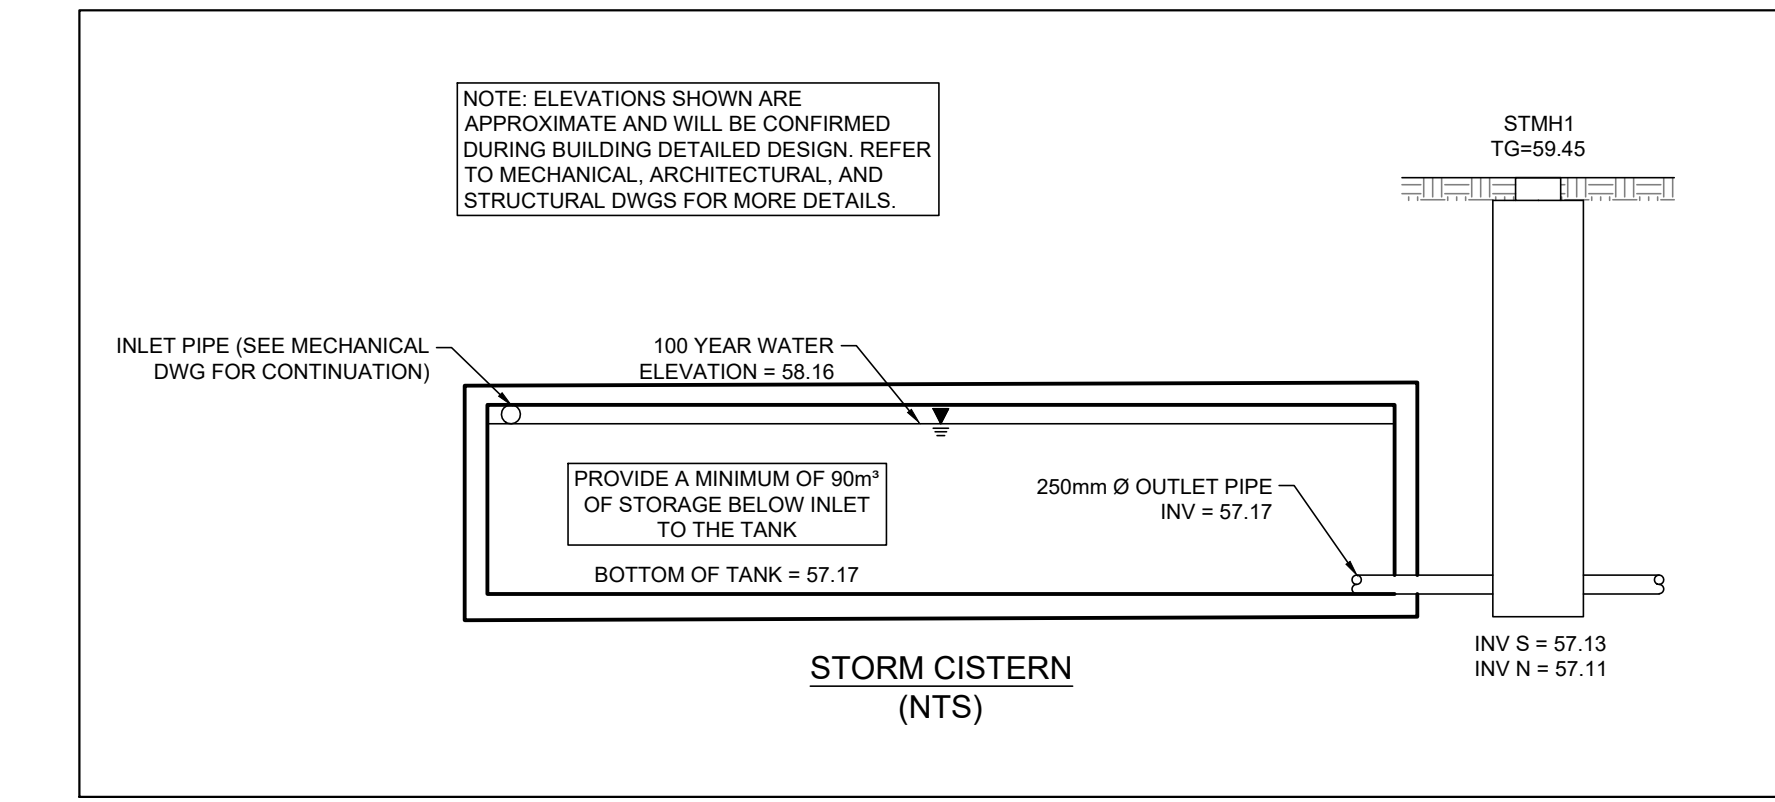 NOTE: ELEVATIONS SHOWN ARE
APPROXIMATE AND WILL BE CONFIRMED
DURING BUILDING DETAILED DESIGN. REFER
TO MECHANICAL, ARCHITECTURAL, AND
STRUCTURAL DWGS FOR MORE DETAILS.
STMH1
TG=59.45
INLET PIPE (SEE MECHANICAL
DWG FOR CONTINUATION)
100 YEAR WATER
ELEVATION = 58.16
PROVIDE A MINIMUM OF 90m³
OF STORAGE BELOW INLET
TO THE TANK
250mm Ø OUTLET PIPE
INV = 57.17
BOTTOM OF TANK = 57.17
INV S = 57.13
INV N = 57.11
STORM CISTERN
(NTS)